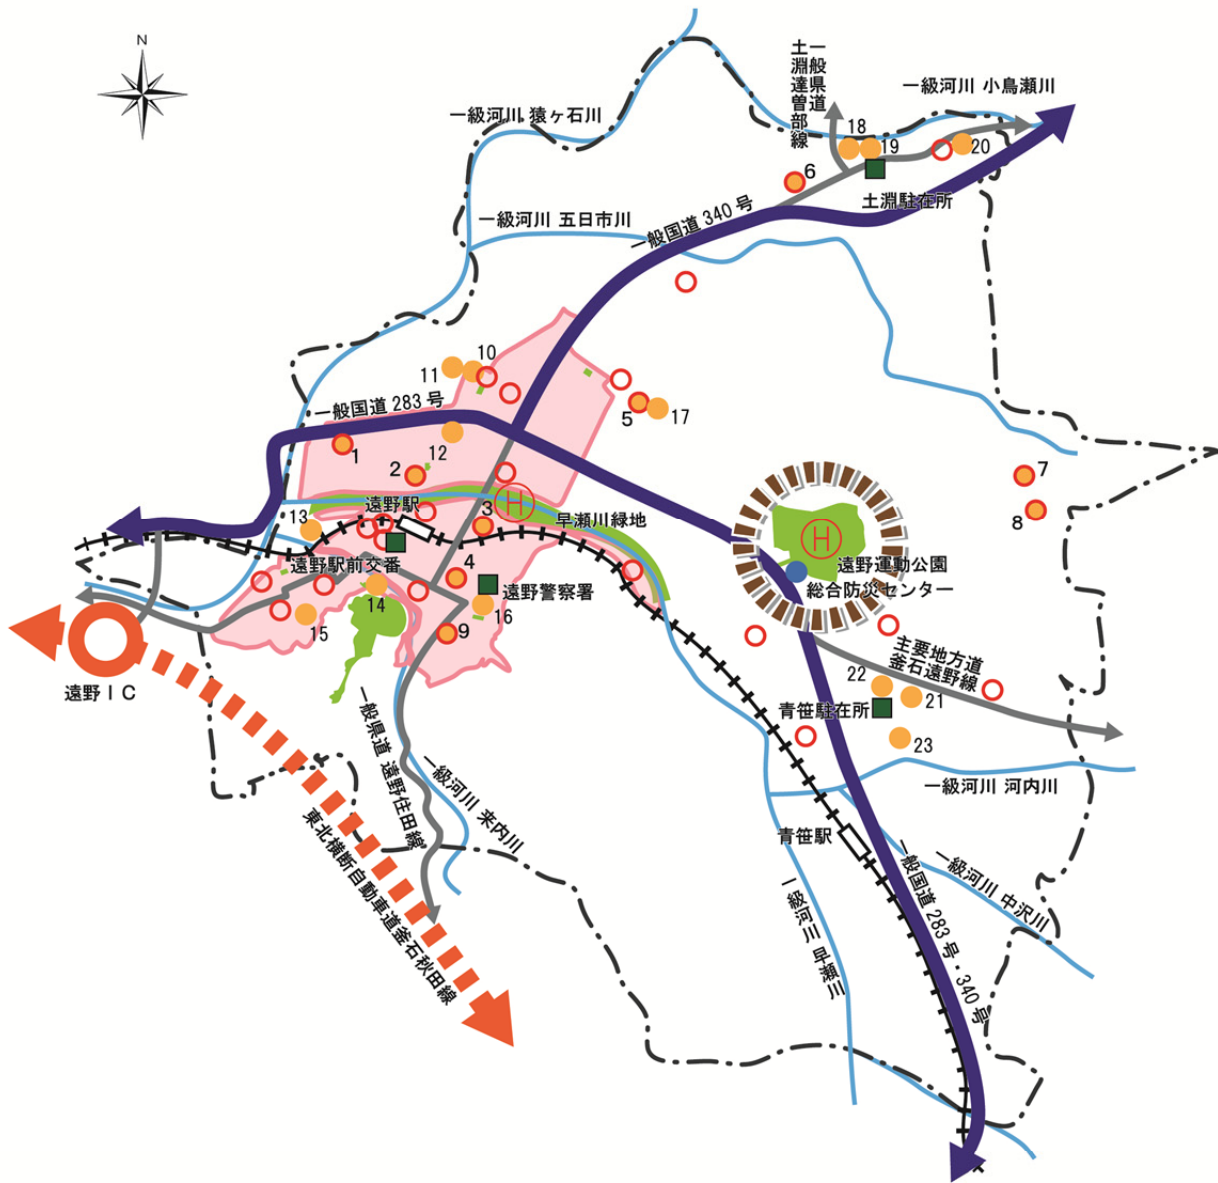 N
一般県道
土淵達曽部線
一級河川 小烏瀬川
一級河川 猿ヶ石川
18
19
20
6
土淵駐在所
一級河川 五日市川
一般国道 340 号
10
11
一般国道 283 号
5
17
12
1
2
7
8
遠野駅
H
3
13
早瀬川緑地
H
遠野運動公園
総合防災センター
遠野駅前交番
4
遠野警察署
14
16
15
9
主要地方道
釜石遠野線
遠野ＩＣ
22
21
青笹駐在所
23
一般県道 遠野住田線
一級河川 来内川
一級河川 河内川
東北横断自動車道釜石秋田線
青笹駅
一般国道 283 号・340 号
一級河川 中沢川
一級河川 早瀬川